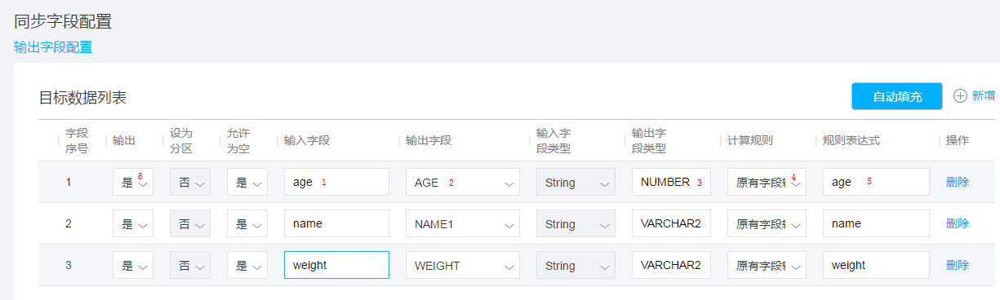 同步字段配置
输出字段配置
目标数据列表 自动填充 新增
字段序号 输出 设为分区 允许为空 输入字段 输出字段 输入字段类型 输出字段类型 计算规则 规则表达式 操作
1 是 6 否 是 age 1 AGE 2 String NUMBER 3 原有字段 4 age 5 删除
2 是 否 是 name NAME1 String VARCHAR2 原有字段 name 删除
3 是 否 是 weight WEIGHT String VARCHAR2 原有字段 weight 删除